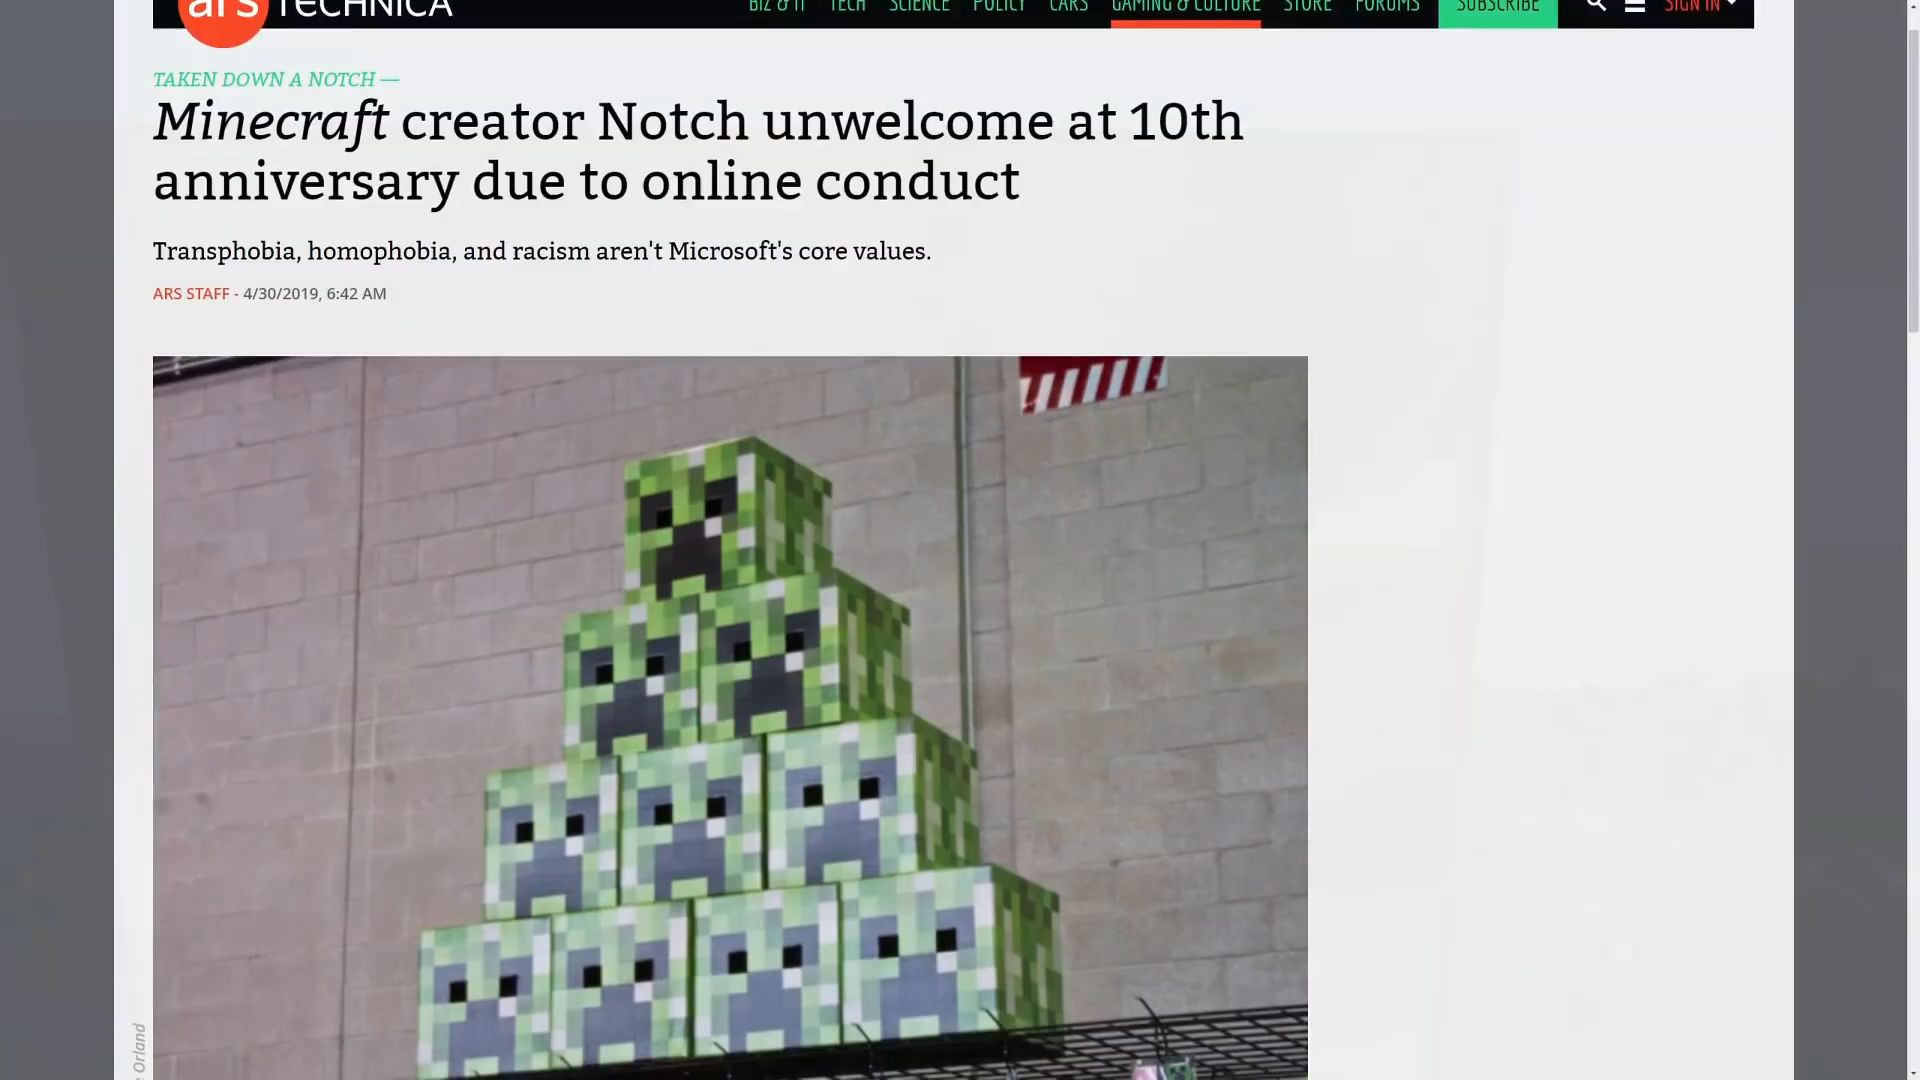 ars TECHNICA
BIZ & IT TECH SCIENCE POLICY CARS GAMING & CULTURE STORE FORUMS SUBSCRIBE SIGN IN
TAKEN DOWN A NOTCH —
Minecraft creator Notch unwelcome at 10th
anniversary due to online conduct
Transphobia, homophobia, and racism aren't Microsoft's core values.
ARS STAFF - 4/30/2019, 6:42 AM
Orland